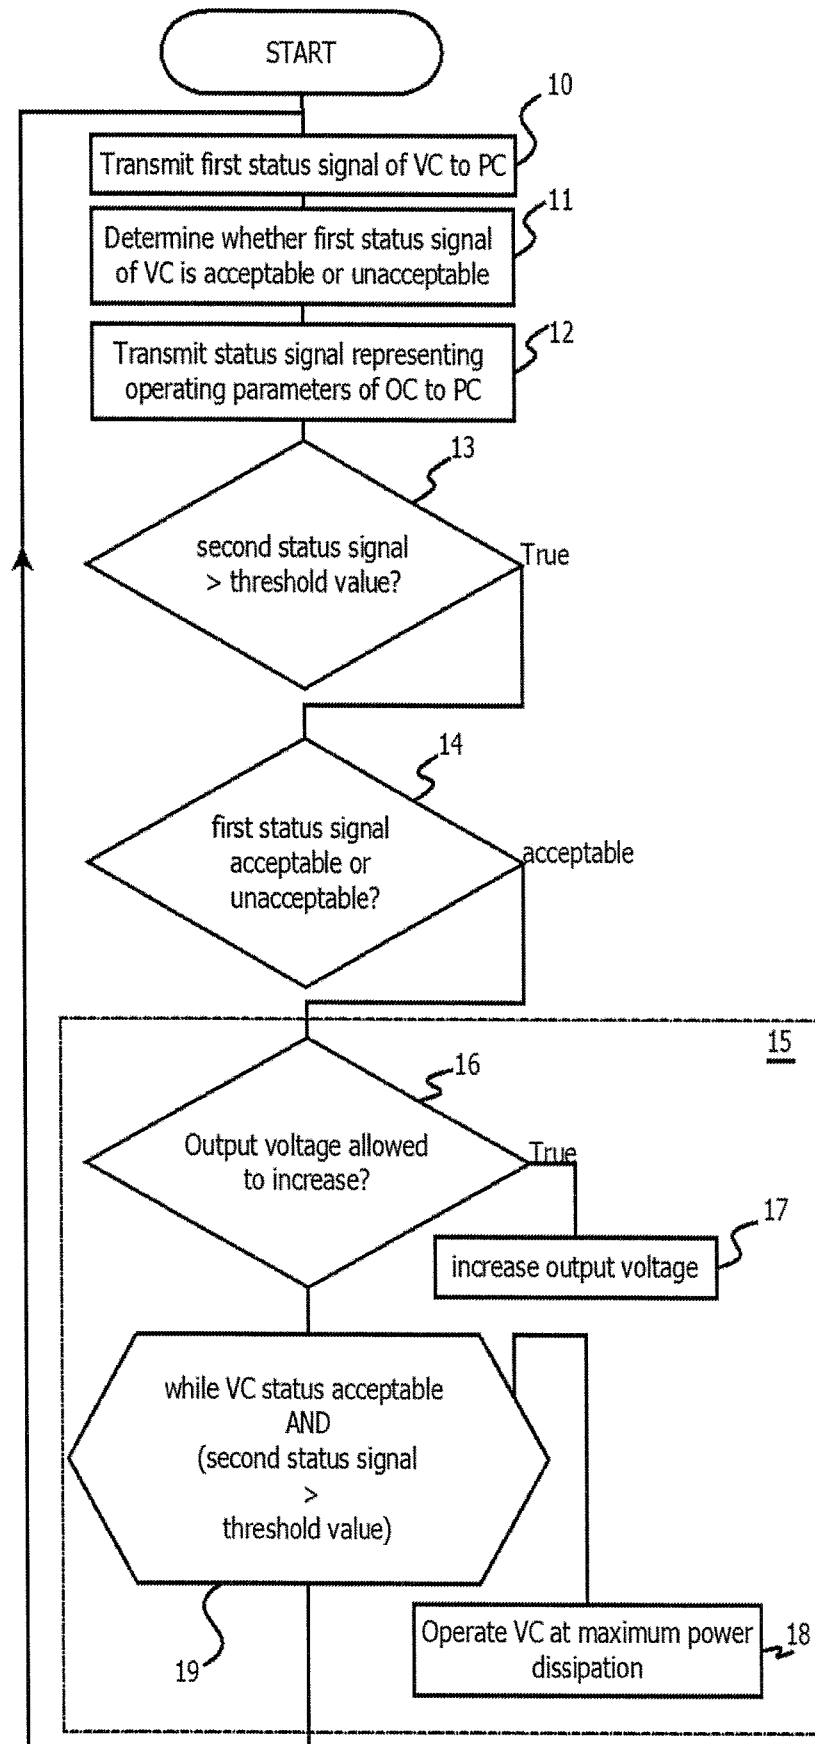 START
10
Transmit first status signal of VC to PC
11
Determine whether first status signal
of VC is acceptable or unacceptable
12
Transmit status signal representing
operating parameters of OC to PC
13
second status signal
> threshold value?
True
14
first status signal
acceptable or
unacceptable?
acceptable
15
16
Output voltage allowed
to increase?
True
17
increase output voltage
while VC status acceptable
AND
(second status signal
>
threshold value)
Operate VC at maximum power
dissipation
18
19